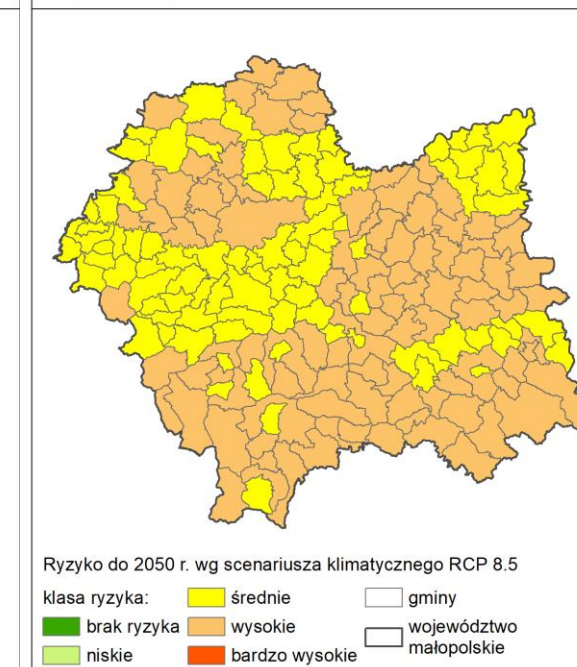 Ryzyko do 2050 r. wg scenariusza klimatycznego RCP 8.5
klasa ryzyka:
brak ryzyka
niskie
średnie
wysokie
bardzo wysokie
gminy
województwo
małopolskie